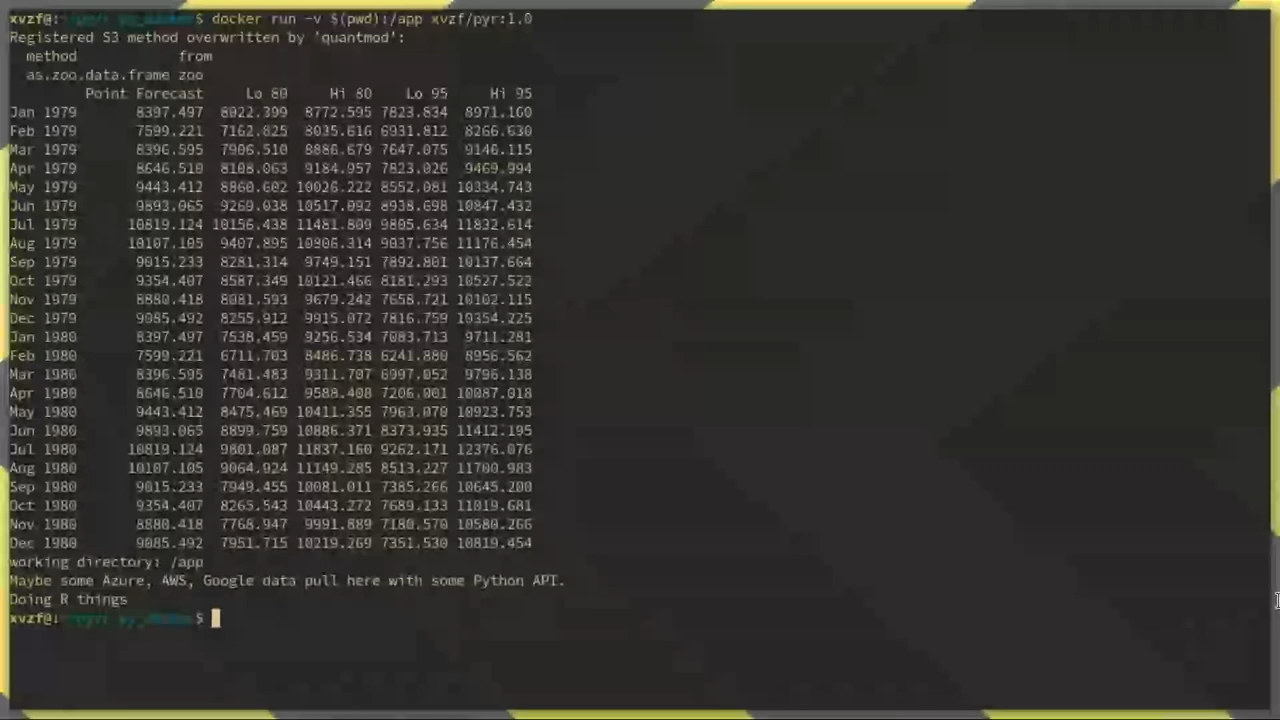 xvzf@: $ docker run -v $(pwd):/app xvzf/pyr:1.0
Registered S3 method overwritten by 'quantmod':
method from
as.zoo.data.frame zoo
Point Forecast Lo 80 Hi 80 Lo 95 Hi 95
Jan 1979 8397.497 8022.399 8772.595 7823.834 8971.160
Feb 1979 7599.221 7162.825 8035.616 6931.812 8266.630
Mar 1979 8396.595 7906.510 8886.679 7647.075 9146.115
Apr 1979 8646.510 8108.063 9184.957 7823.026 9469.994
May 1979 9443.412 8860.602 10026.222 8552.081 10334.743
Jun 1979 9893.065 9269.038 10517.092 8938.698 10847.432
Jul 1979 10819.124 10156.438 11481.809 9805.634 11832.614
Aug 1979 10107.105 9407.895 10806.314 9037.756 11176.454
Sep 1979 9015.233 8281.314 9749.151 7892.801 10137.664
Oct 1979 9354.407 8587.349 10121.466 8181.293 10527.522
Nov 1979 8880.418 8081.593 9679.242 7658.721 10102.115
Dec 1979 9085.492 8255.912 9915.072 7816.759 10354.225
Jan 1980 8397.497 7538.459 9256.534 7083.713 9711.281
Feb 1980 7599.221 6711.703 8486.738 6241.880 8956.562
Mar 1980 8396.595 7481.483 9311.707 6997.052 9796.138
Apr 1980 8646.510 7704.612 9588.408 7206.001 10087.018
May 1980 9443.412 8475.469 10411.355 7963.070 10923.753
Jun 1980 9893.065 8899.759 10886.371 8373.935 11412.195
Jul 1980 10819.124 9801.087 11837.160 9262.171 12376.076
Aug 1980 10107.105 9064.924 11149.285 8513.227 11700.983
Sep 1980 9015.233 7949.455 10081.011 7385.266 10645.200
Oct 1980 9354.407 8265.543 10443.272 7689.133 11019.681
Nov 1980 8880.418 7768.947 9991.889 7180.570 10580.266
Dec 1980 9085.492 7951.715 10219.269 7351.530 10819.454
working directory: /app
Maybe some Azure, AWS, Google data pull here with some Python API.
Doing R things
xvzf@: $